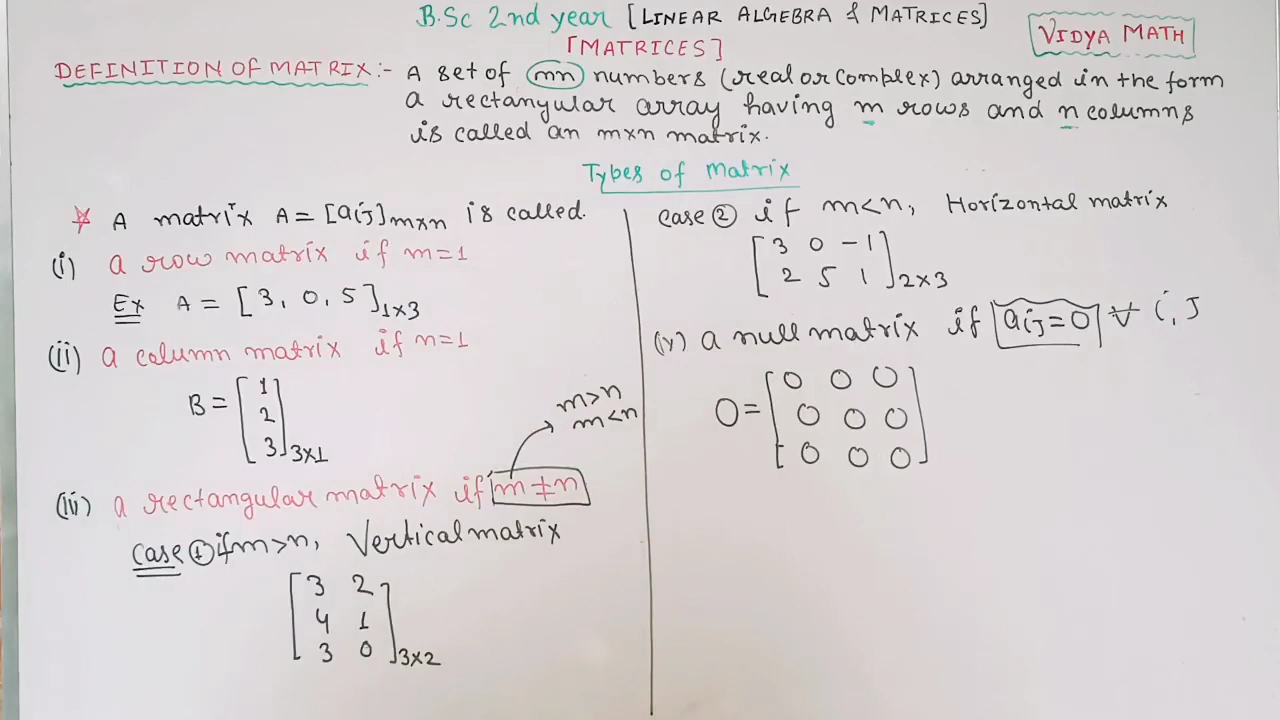 B.Sc 2nd year [LINEAR ALGEBRA & MATRICES]
VIDYA MATH
[MATRICES]
DEFINITION OF MATRIX:- A set of mn numbers (real or complex) arranged in the form
a rectangular array having m rows and n columns
is called an m×n matrix.
Types of Matrix
☆ A matrix A = [aij]m×n is called.
(i) a row matrix if m=1
Ex A = [3, 0, 5]1×3
(ii) a column matrix if n=1
B = [1
2
3]3×1
m>n
m<n
(iii) a rectangular matrix if m≠n
Case ① if m>n, Vertical matrix
[3 2
4 1
3 0]3×2
case ② if m<n, Horizontal matrix
[3 0 -1
2 5 1]2×3
(iv) a null matrix if aij=0 ∀ i, J
O = [0 0 0
0 0 0
0 0 0]